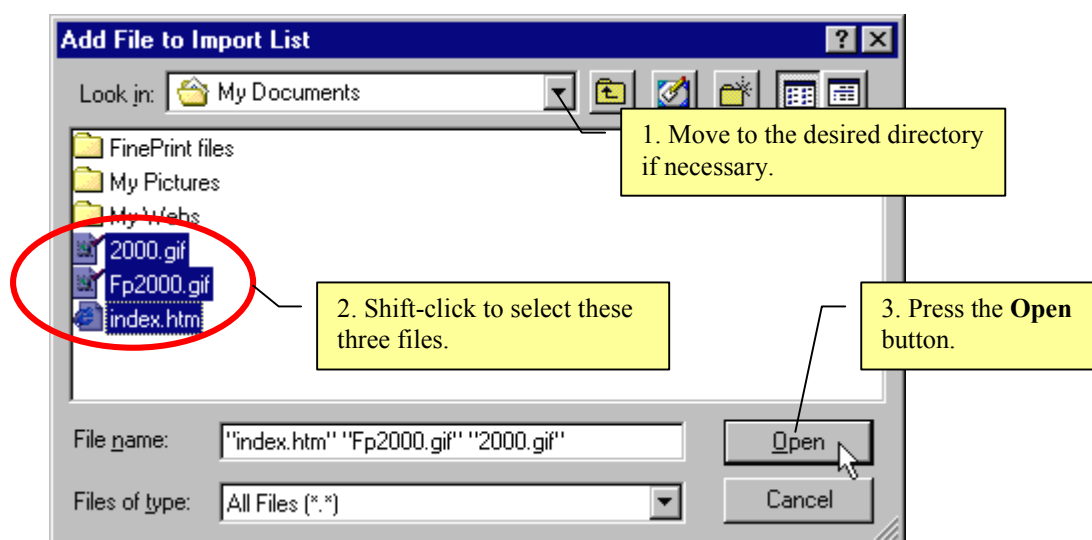 Add File to Import List
Look in: My Documents
1. Move to the desired directory
if necessary.
FinePrint files
My Pictures
My Webs
2000.gif
Fp2000.gif
index.htm
2. Shift-click to select these
three files.
3. Press the Open
button.
File name: "index.htm" "Fp2000.gif" "2000.gif"
Open
Files of type: All Files (*.*)
Cancel